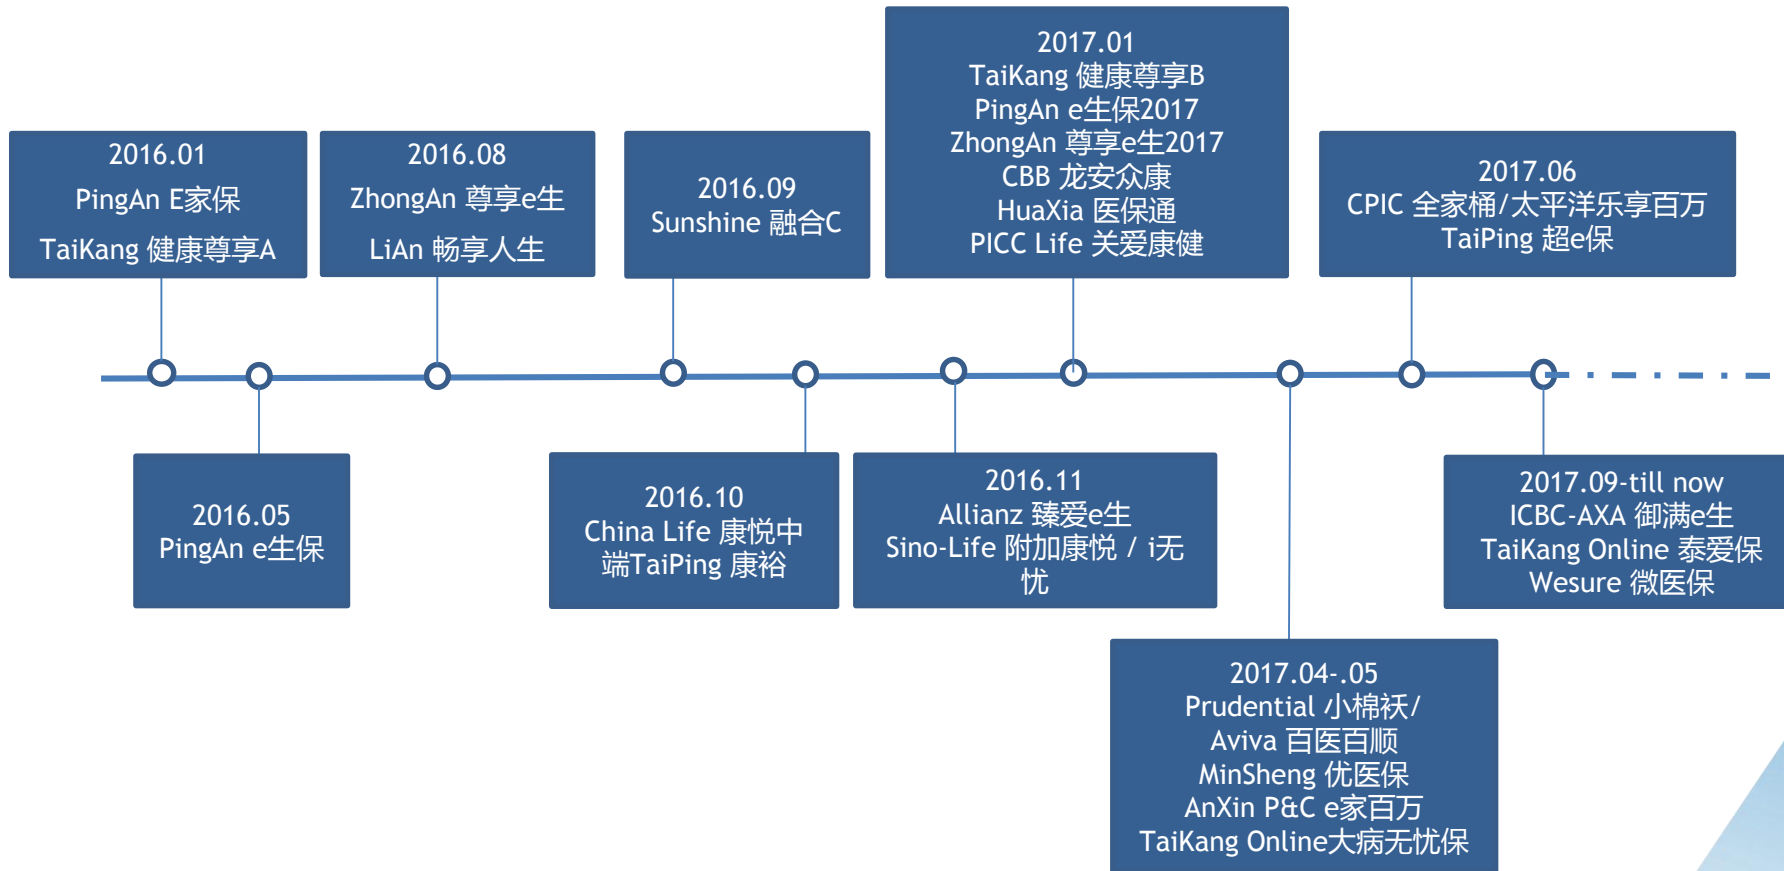 2016.01
PingAn E家保
TaiKang 健康尊享A
2016.05
PingAn e生保
2016.08
ZhongAn 尊享e生
LiAn 畅享人生
2016.09
Sunshine 融合C
2016.10
China Life 康悦中
端TaiPing 康裕
2016.11
Allianz 臻爱e生
Sino-Life 附加康悦 / i无
忧
2017.01
TaiKang 健康尊享B
PingAn e生保2017
ZhongAn 尊享e生2017
CBB 龙安众康
HuaXia 医保通
PICC Life 关爱康健
2017.04-.05
Prudential 小棉袄/
Aviva 百医百顺
MinSheng 优医保
AnXin P&C e家百万
TaiKang Online大病无忧保
2017.06
CPIC 全家桶/太平洋乐享百万
TaiPing 超e保
2017.09-till now
ICBC-AXA 御满e生
TaiKang Online 泰爱保
Wesure 微医保